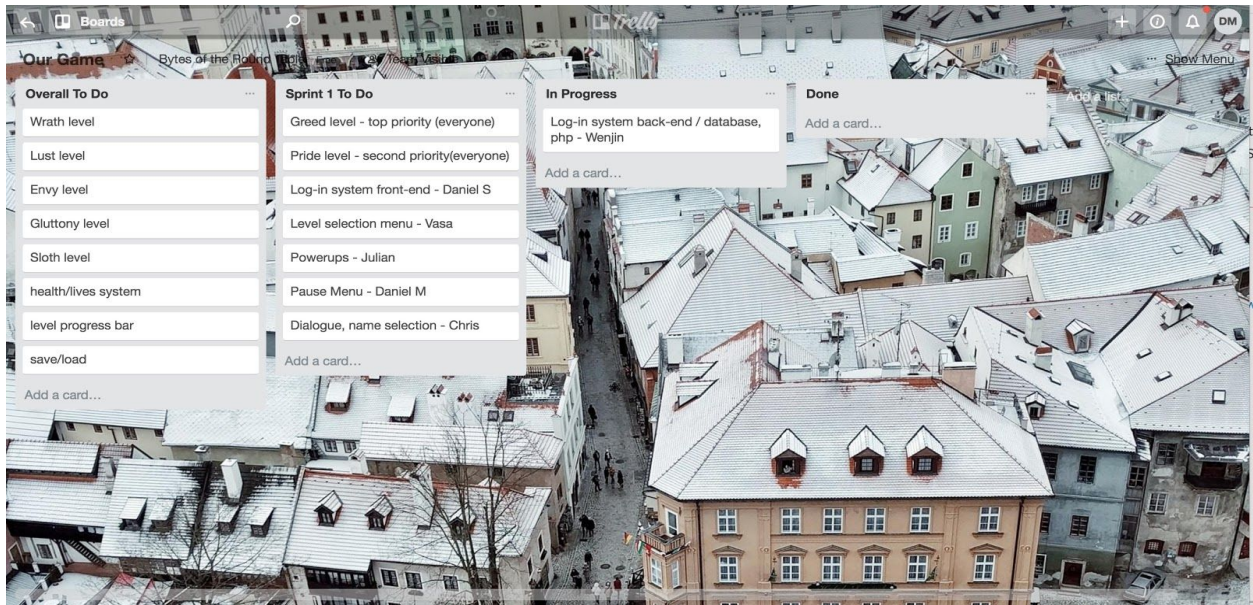 Boards
Trello
DM
Our Game
Bytes of the Round
Team Visible
Show Menu
Overall To Do
Wrath level
Lust level
Envy level
Gluttony level
Sloth level
health/lives system
level progress bar
save/load
Add a card…
Sprint 1 To Do
Greed level - top priority (everyone)
Pride level - second priority(everyone)
Log-in system front-end - Daniel S
Level selection menu - Vasa
Powerups - Julian
Pause Menu - Daniel M
Dialogue, name selection - Chris
Add a card…
In Progress
Log-in system back-end / database,
php - Wenjin
Add a card…
Done
Add a card…
Add a list…